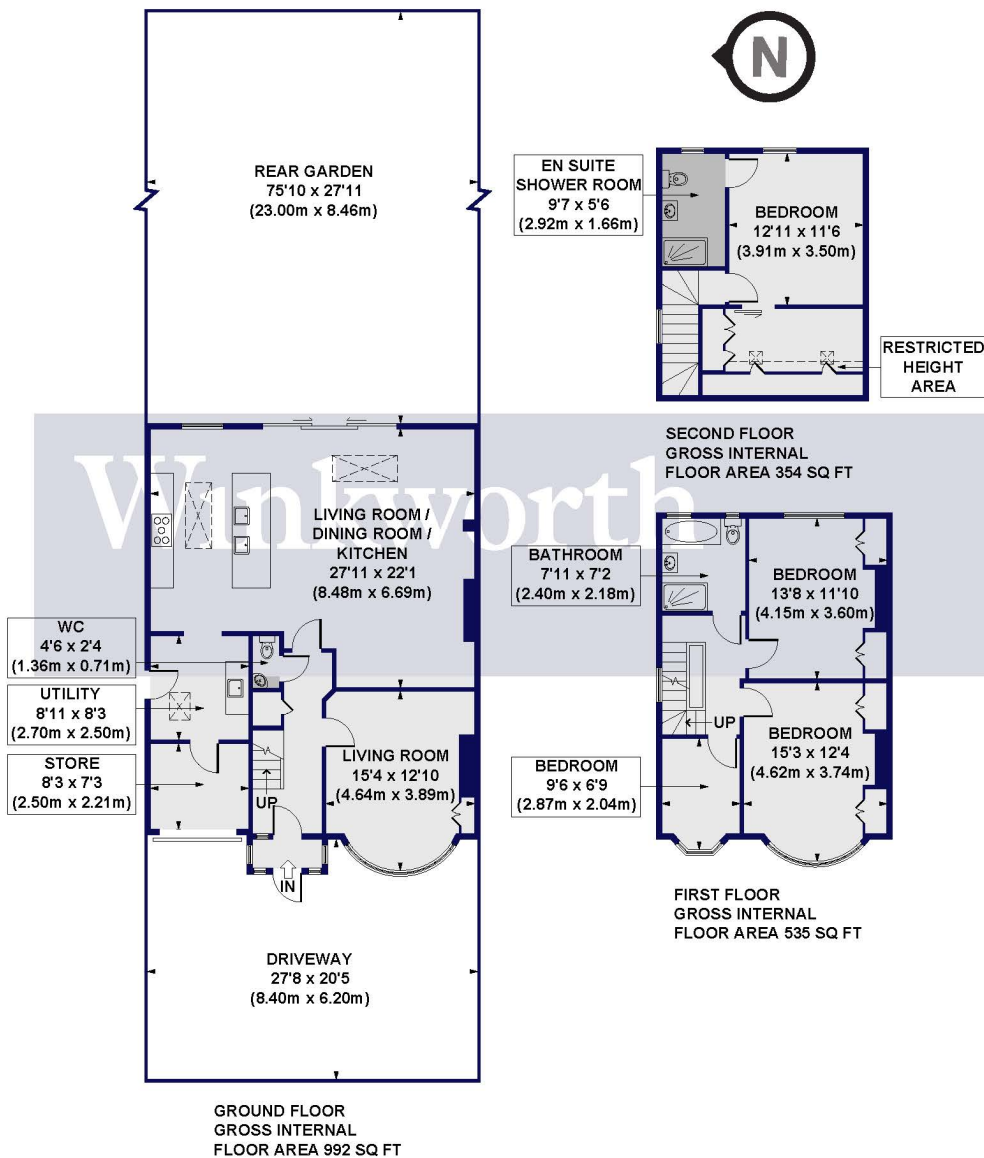 N
REAR GARDEN
75'10 x 27'11
(23.00m x 8.46m)
EN SUITE
SHOWER ROOM
9'7 x 5'6
(2.92m x 1.66m)
BEDROOM
12'11 x 11'6
(3.91m x 3.50m)
RESTRICTED
HEIGHT
AREA
SECOND FLOOR
GROSS INTERNAL
FLOOR AREA 354 SQ FT
Winkworth
LIVING ROOM /
DINING ROOM /
KITCHEN
27'11 x 22'1
(8.48m x 6.69m)
WC
4'6 x 2'4
(1.36m x 0.71m)
UTILITY
8'11 x 8'3
(2.70m x 2.50m)
STORE
8'3 x 7'3
(2.50m x 2.21m)
UP
LIVING ROOM
15'4 x 12'10
(4.64m x 3.89m)
IN
DRIVEWAY
27'8 x 20'5
(8.40m x 6.20m)
GROUND FLOOR
GROSS INTERNAL
FLOOR AREA 992 SQ FT
BATHROOM
7'11 x 7'2
(2.40m x 2.18m)
BEDROOM
13'8 x 11'10
(4.15m x 3.60m)
UP
BEDROOM
15'3 x 12'4
(4.62m x 3.74m)
BEDROOM
9'6 x 6'9
(2.87m x 2.04m)
FIRST FLOOR
GROSS INTERNAL
FLOOR AREA 535 SQ FT